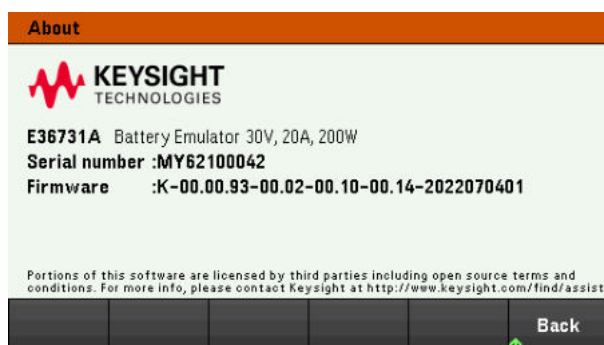 About
KEYSIGHT
TECHNOLOGIES
E36731A Battery Emulator 30V, 20A, 200W
Serial number :MY62100042
Firmware :K-00.00.93-00.02-00.10-00.14-2022070401
Portions of this software are licensed by third parties including open source terms and
conditions. For more info, please contact Keysight at http://www.keysight.com/find/assist
Back